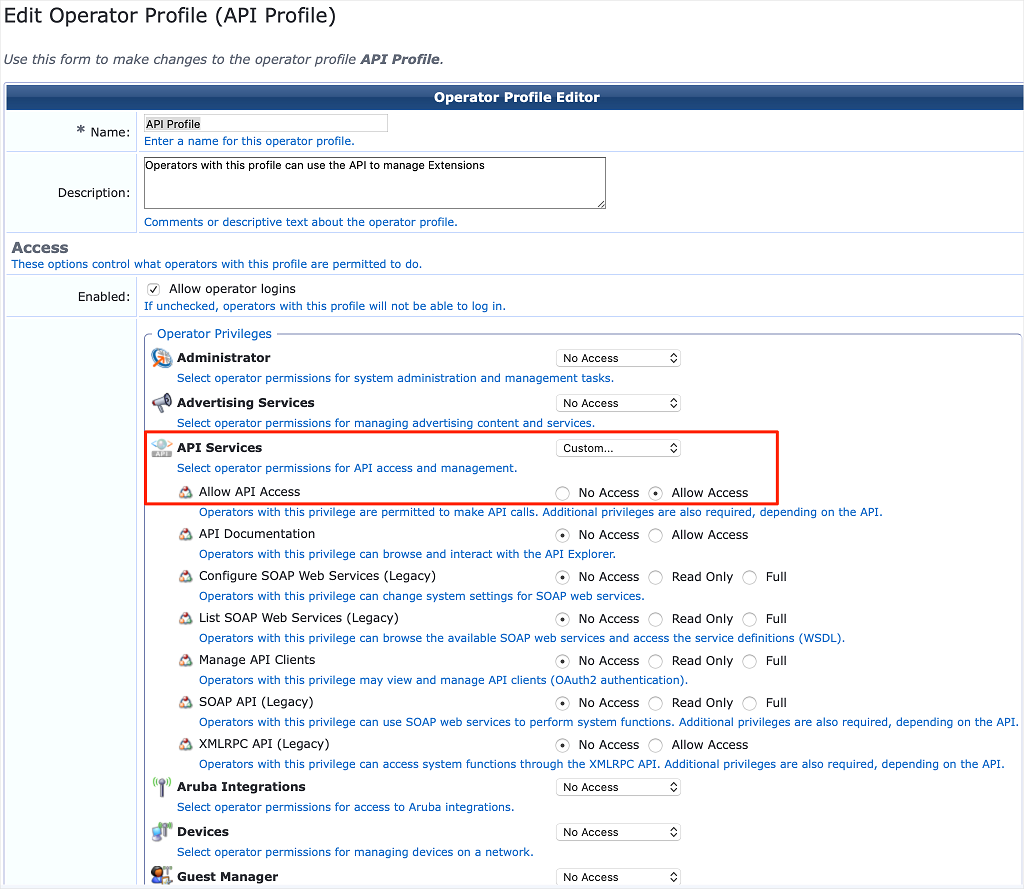 Edit Operator Profile (API Profile)
Use this form to make changes to the operator profile API Profile.
Operator Profile Editor
* Name: API Profile
Enter a name for this operator profile.
Description: Operators with this profile can use the API to manage Extensions
Comments or descriptive text about the operator profile.
Access
These options control what operators with this profile are permitted to do.
Enabled: Allow operator logins
If unchecked, operators with this profile will not be able to log in.
Operator Privileges
Administrator No Access
Select operator permissions for system administration and management tasks.
Advertising Services No Access
Select operator permissions for managing advertising content and services.
API Services Custom...
Select operator permissions for API access and management.
Allow API Access No Access Allow Access
Operators with this privilege are permitted to make API calls. Additional privileges are also required, depending on the API.
API Documentation No Access Allow Access
Operators with this privilege can browse and interact with the API Explorer.
Configure SOAP Web Services (Legacy) No Access Read Only Full
Operators with this privilege can change system settings for SOAP web services.
List SOAP Web Services (Legacy) No Access Read Only Full
Operators with this privilege can browse the available SOAP web services and access the service definitions (WSDL).
Manage API Clients No Access Read Only Full
Operators with this privilege may view and manage API clients (OAuth2 authentication).
SOAP API (Legacy) No Access Read Only Full
Operators with this privilege can use SOAP web services to perform system functions. Additional privileges are also required, depending on the API.
XMLRPC API (Legacy) No Access Allow Access
Operators with this privilege can access system functions through the XMLRPC API. Additional privileges are also required, depending on the API.
Aruba Integrations No Access
Select operator permissions for access to Aruba integrations.
Devices No Access
Select operator permissions for managing devices on a network.
Guest Manager No Access